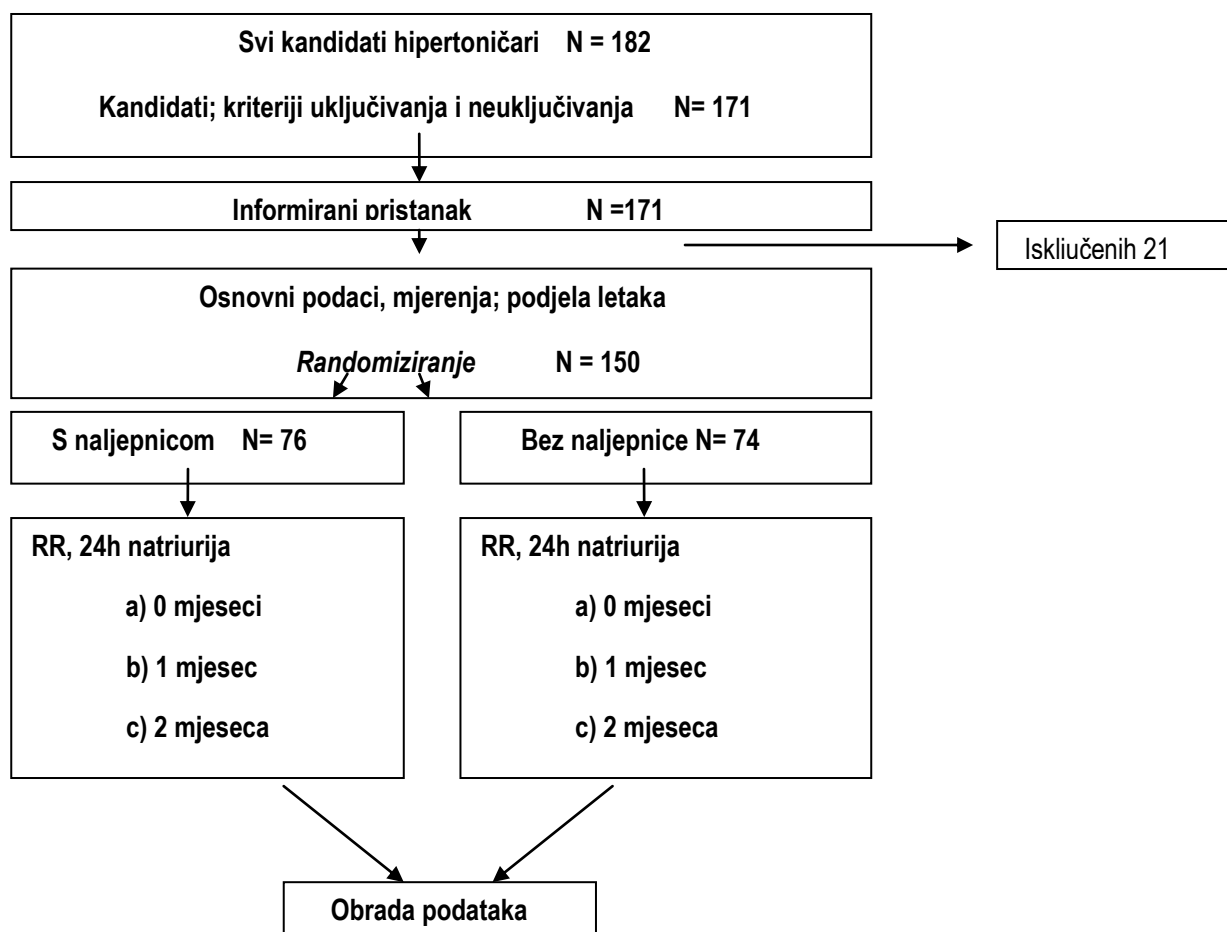 Svi kandidati hipertoničari N = 182
Kandidati; kriteriji uključivanja i neuključivanja N= 171
Informirani pristanak N =171
Isključenih 21
Osnovni podaci, mjerenja; podjela letaka
Randomiziranje N = 150
S naljepnicom N= 76
Bez naljepnice N= 74
RR, 24h natriurija
a) 0 mjeseci
b) 1 mjesec
c) 2 mjeseca
RR, 24h natriurija
a) 0 mjeseci
b) 1 mjesec
c) 2 mjeseca
Obrada podataka